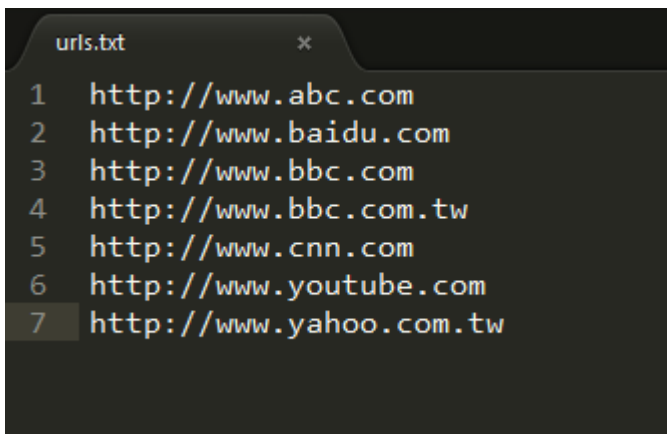 urls.txt ×
1 http://www.abc.com
2 http://www.baidu.com
3 http://www.bbc.com
4 http://www.bbc.com.tw
5 http://www.cnn.com
6 http://www.youtube.com
7 http://www.yahoo.com.tw